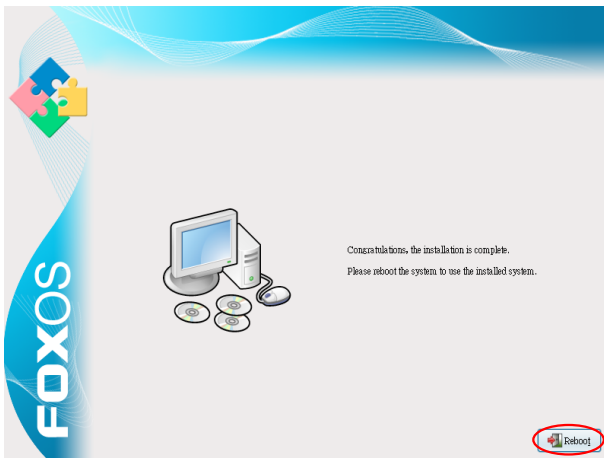 FOXOS
Congratulations, the installation is complete.
Please reboot the system to use the installed system.
Reboot